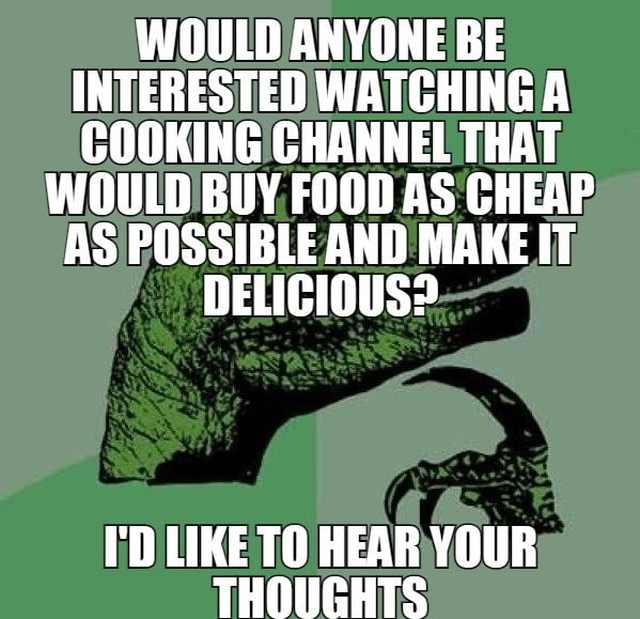 WOULD ANYONE BE
INTERESTED WATCHING A
COOKING CHANNEL THAT
WOULD BUY FOOD AS CHEAP
AS POSSIBLE AND MAKE IT
DELICIOUS?
I'D LIKE TO HEAR YOUR
THOUGHTS